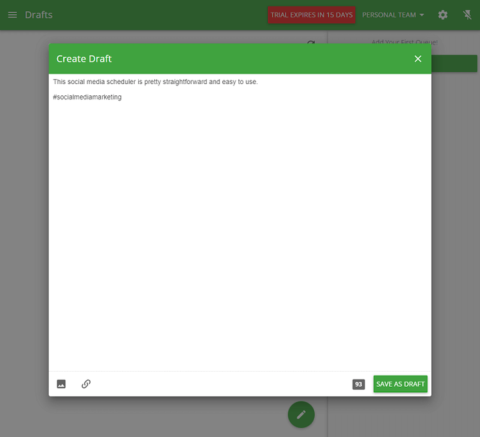 Drafts
TRIAL EXPIRES IN 15 DAYS
PERSONAL TEAM
Add Your First Queue
Create Draft
This social media scheduler is pretty straightforward and easy to use.
#socialmediamarketing
93
SAVE AS DRAFT